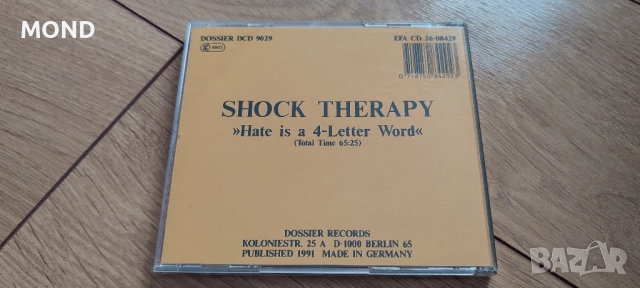 MOND
DOSSIER DCD 9029
EFA CD 26-08429
SHOCK THERAPY
»Hate is a 4-Letter Word«
(Total Time 65:25)
DOSSIER RECORDS
KOLONIESTR. 25 A D-1000 BERLIN 65
PUBLISHED 1991 MADE IN GERMANY
BAZAR